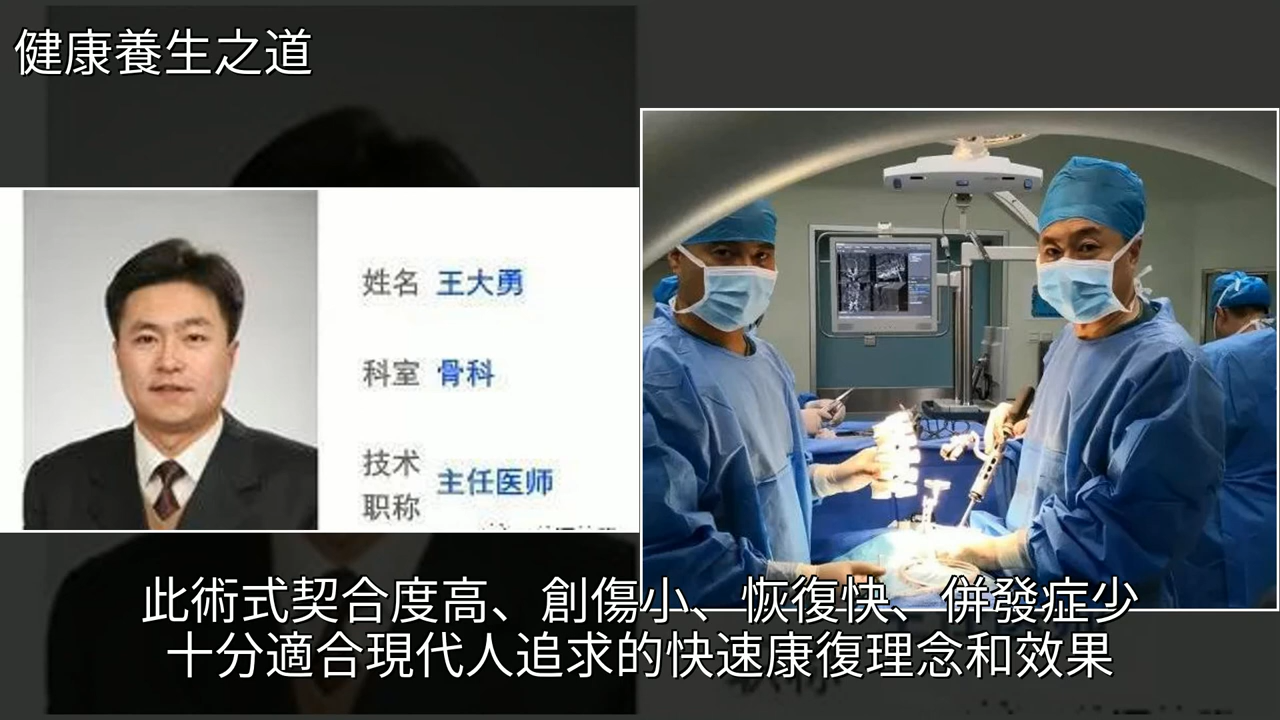 健康養生之道
姓名 王大勇
科室 骨科
技术
职称 主任医师
此術式契合度高、創傷小、恢復快、併發症少
十分適合現代人追求的快速康復理念和效果